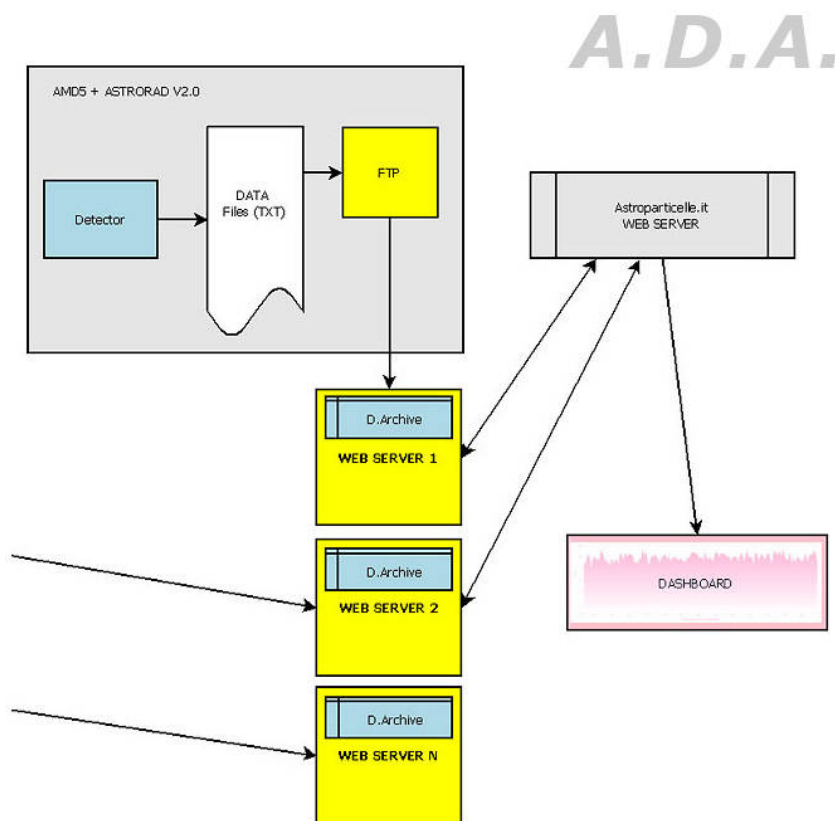 A.D.A.
AMD5 + ASTRORAD V2.0
Detector
DATA
Files (TXT)
FTP
Astroparticelle.it
WEB SERVER
D.Archive
WEB SERVER 1
D.Archive
WEB SERVER 2
DASHBOARD
D.Archive
WEB SERVER N